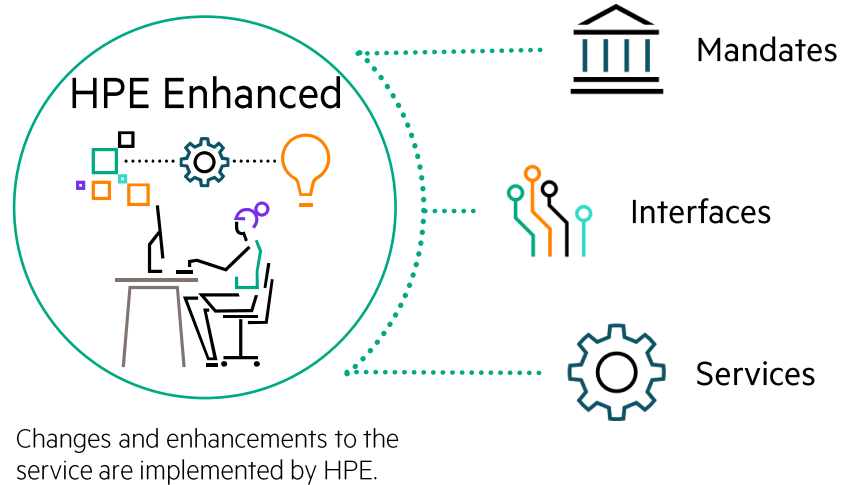 HPE Enhanced
Mandates
Interfaces
Services
Changes and enhancements to the
service are implemented by HPE.